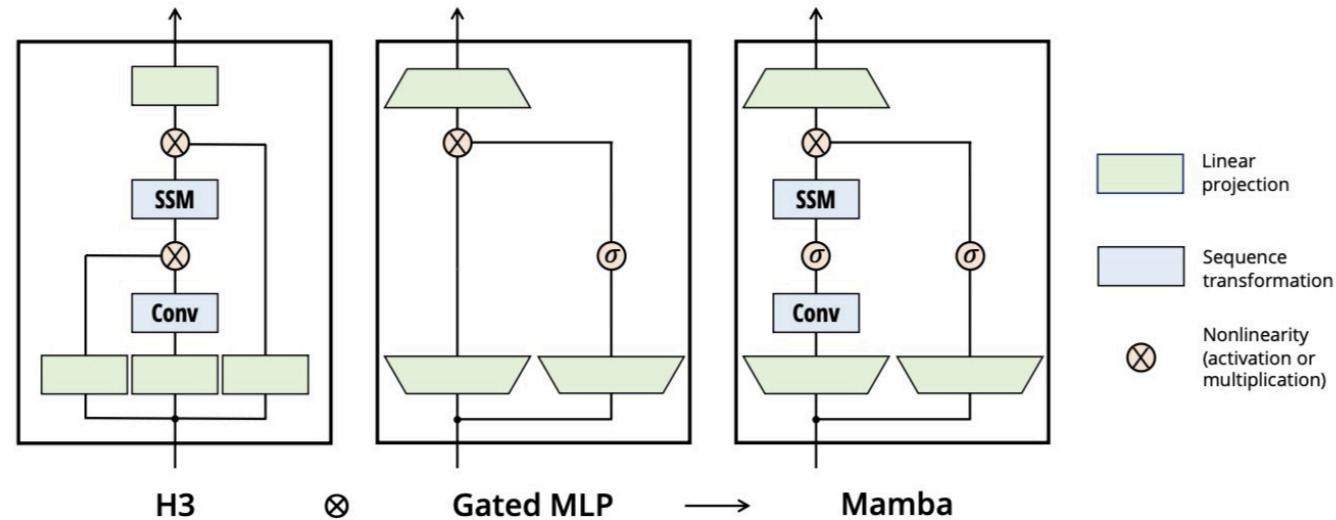 SSM
Conv
σ
SSM
σ
Conv
σ
Linear
projection
Sequence
transformation
Nonlinearity
(activation or
multiplication)
H3 ⊗ Gated MLP → Mamba